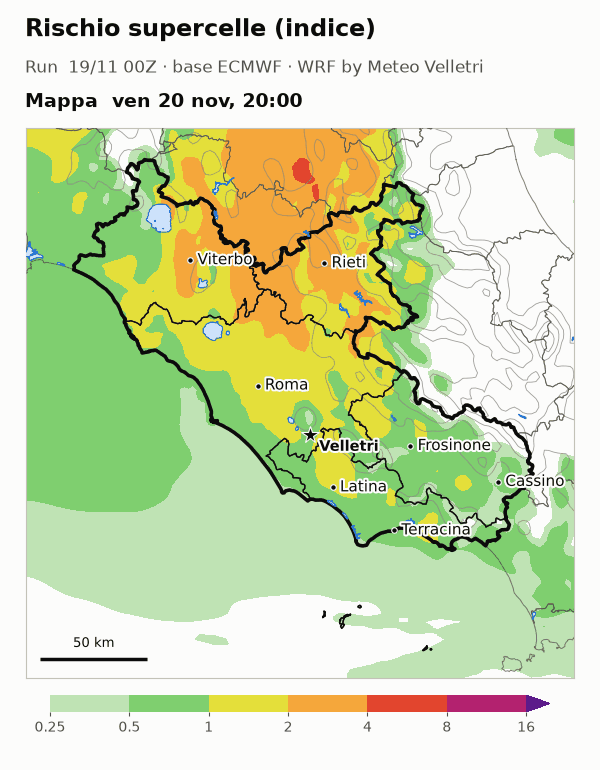 Rischio supercelle (indice)
Run  19/11 00Z · base ECMWF · WRF by Meteo Velletri
Mappa  ven 20 nov, 20:00
Viterbo
Rieti
Roma
Velletri
Frosinone
Latina
Cassino
Terracina
50 km
0.25 0.5 1 2 4 8 16